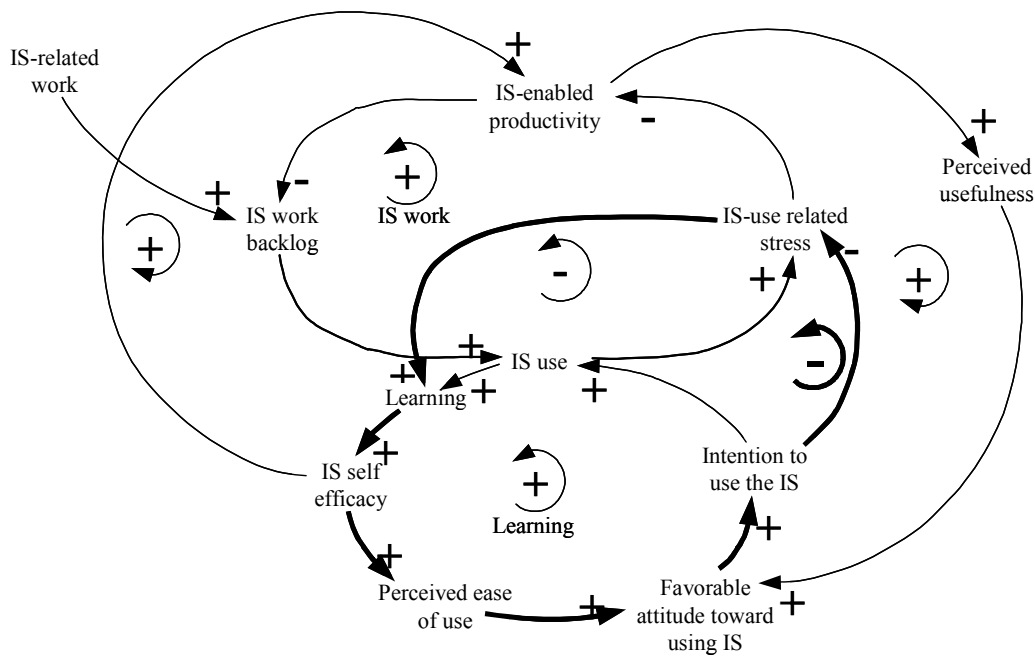 IS-related
work
+
IS-enabled
productivity
-
+
Perceived
usefulness
+
-
+
IS work
IS work
backlog
+
IS-use related
stress
-
+
-
+
+
IS use
-
+
+
+
Learning
+
IS self
efficacy
+
Learning
Intention to
use the IS
+
+
Perceived ease
of use
+
Favorable
attitude toward
using IS
+